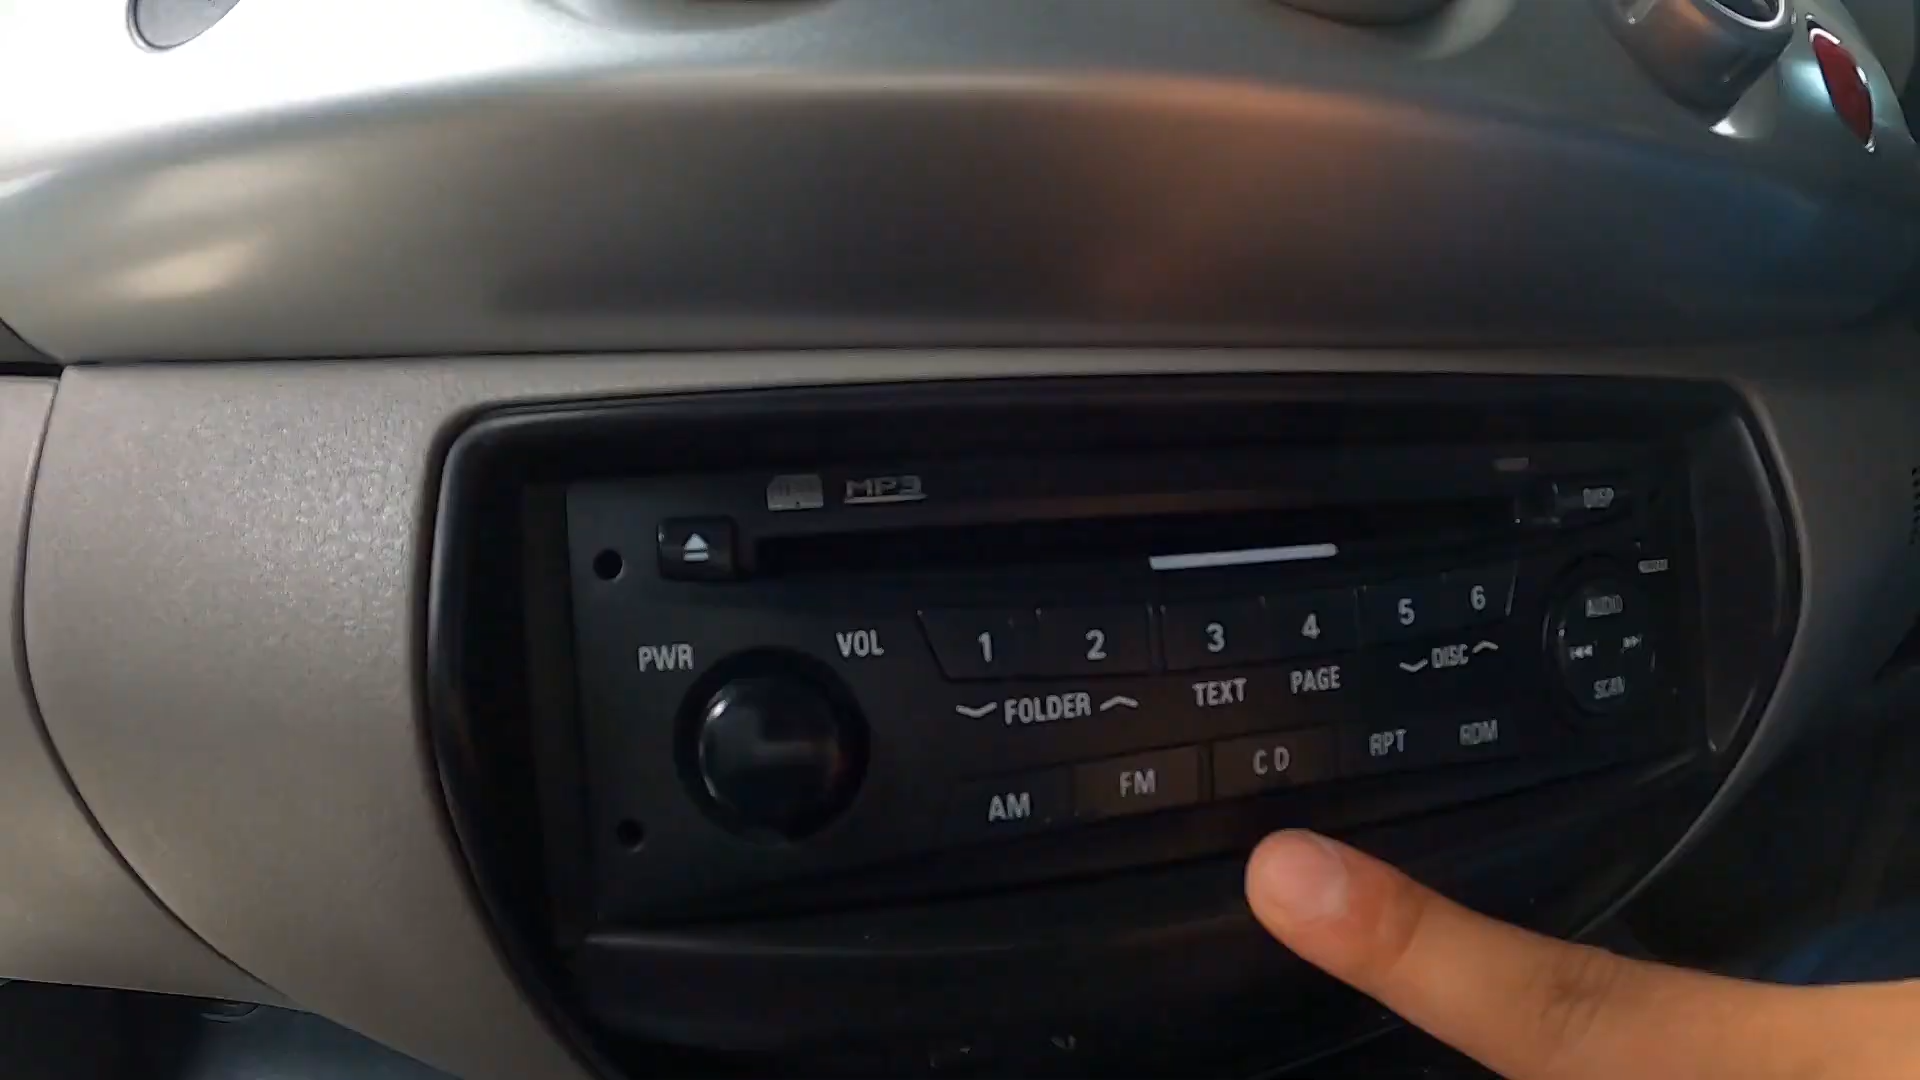 MP3
DISP
PWR
VOL
1 2 3 4 5 6
FOLDER
TEXT
PAGE
DISC
AUDIO
SCAN
AM
FM
CD
RPT
RDM